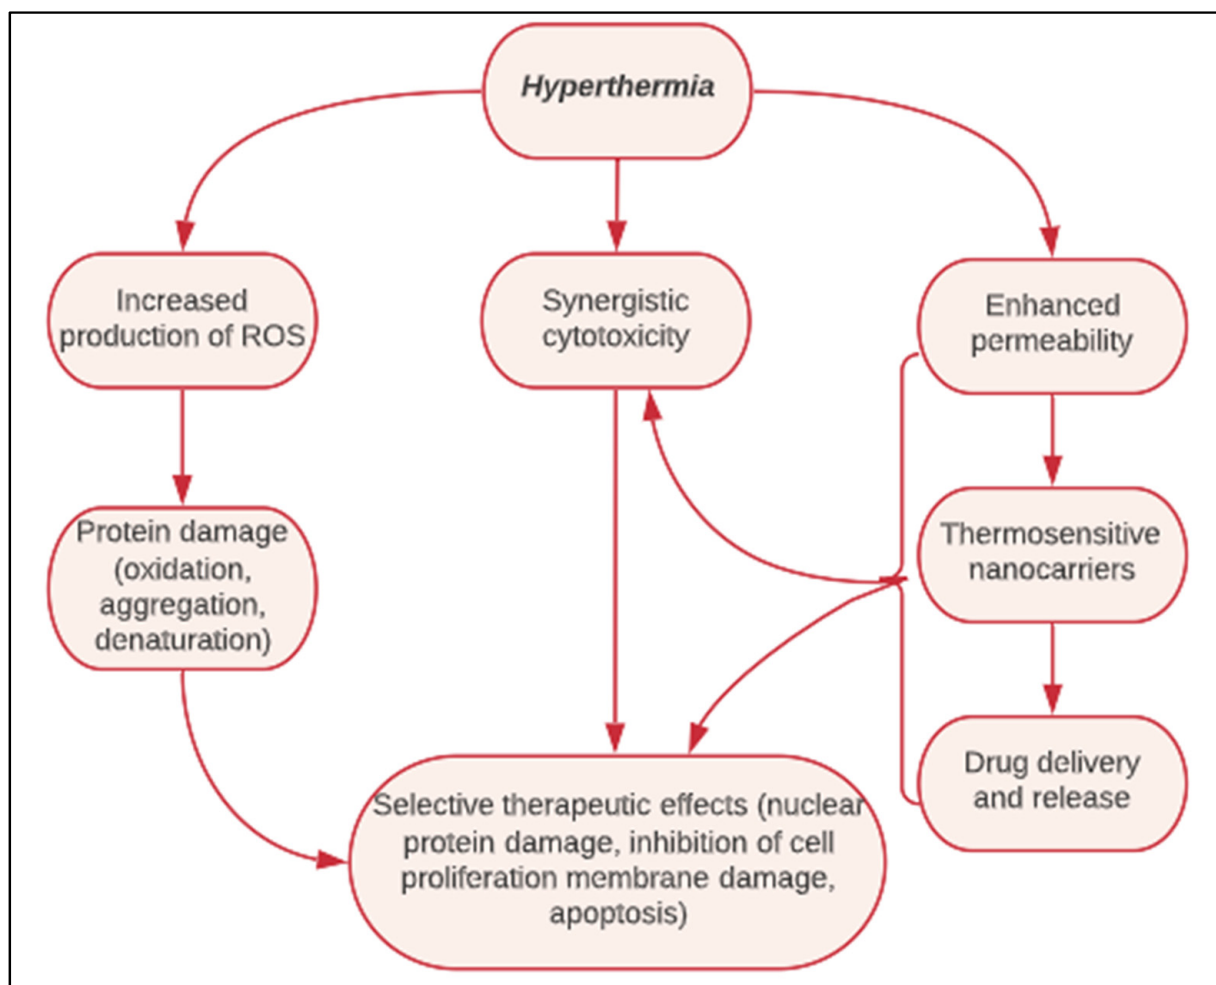 Hyperthermia
Increased
production of ROS
Synergistic
cytotoxicity
Enhanced
permeability
Protein damage
(oxidation,
aggregation,
denaturation)
Thermosensitive
nanocarriers
Drug delivery
and release
Selective therapeutic effects (nuclear
protein damage, inhibition of cell
proliferation membrane damage,
apoptosis)